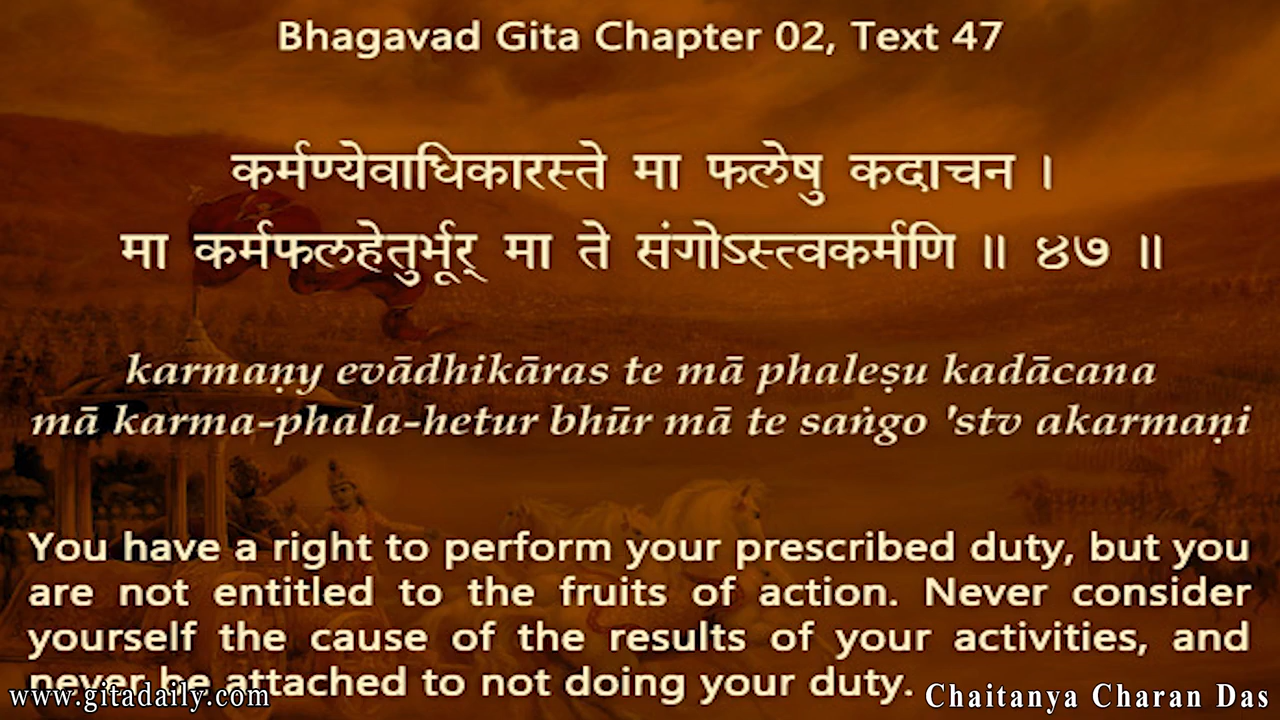 Bhagavad Gita Chapter 02, Text 47
कर्मण्येवाधिकारस्ते मा फलेषु कदाचन ।
मा कर्मफलहेतुर्भूर् मा ते संगोऽस्त्वकर्मणि ॥ ४७ ॥
karmaṇy evādhikāras te mā phaleṣu kadācana
mā karma-phala-hetur bhūr mā te saṅgo 'stv akarmaṇi
You have a right to perform your prescribed duty, but you
are not entitled to the fruits of action. Never consider
yourself the cause of the results of your activities, and
never be attached to not doing your duty.
www.gitadaily.com
Chaitanya Charan Das